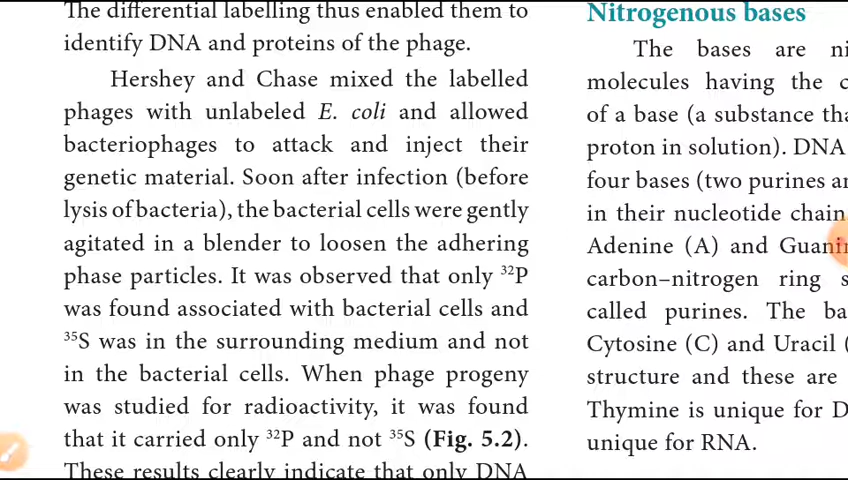 The differential labelling thus enabled them to
identify DNA and proteins of the phage.
Hershey and Chase mixed the labelled
phages with unlabeled E. coli and allowed
bacteriophages to attack and inject their
genetic material. Soon after infection (before
lysis of bacteria), the bacterial cells were gently
agitated in a blender to loosen the adhering
phase particles. It was observed that only ³²P
was found associated with bacterial cells and
³⁵S was in the surrounding medium and not
in the bacterial cells. When phage progeny
was studied for radioactivity, it was found
that it carried only ³²P and not ³⁵S (Fig. 5.2).
These results clearly indicate that only DNA
Nitrogenous bases
The bases are
molecules having the
of a base (a substance
proton in solution). DNA
four bases (two purines
in their nucleotide chain
Adenine (A) and
carbon–nitrogen ring
called purines. The
Cytosine (C) and Uracil
structure and these are
Thymine is unique for
unique for RNA.